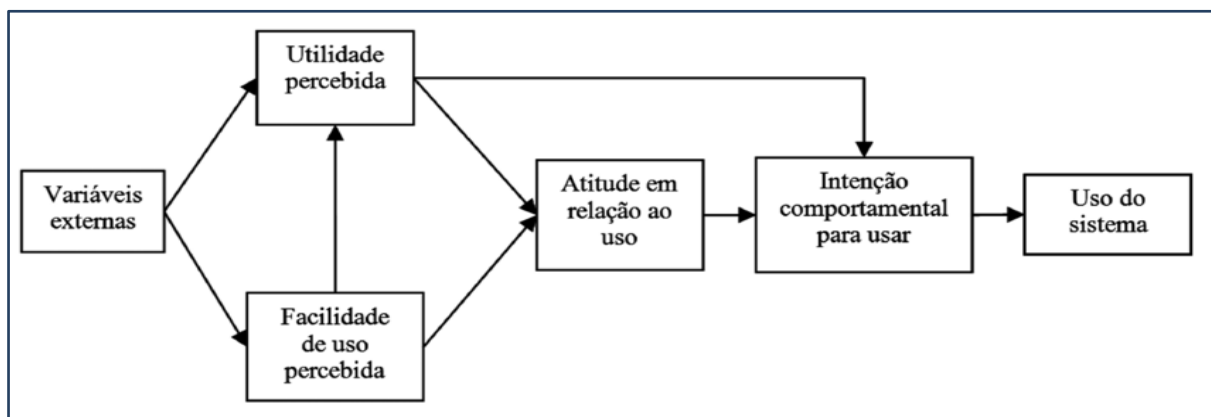 Utilidade
percebida
Variáveis
externas
Facilidade
de uso
percebida
Atitude em
relação ao
uso
Intenção
comportamental
para usar
Uso do
sistema